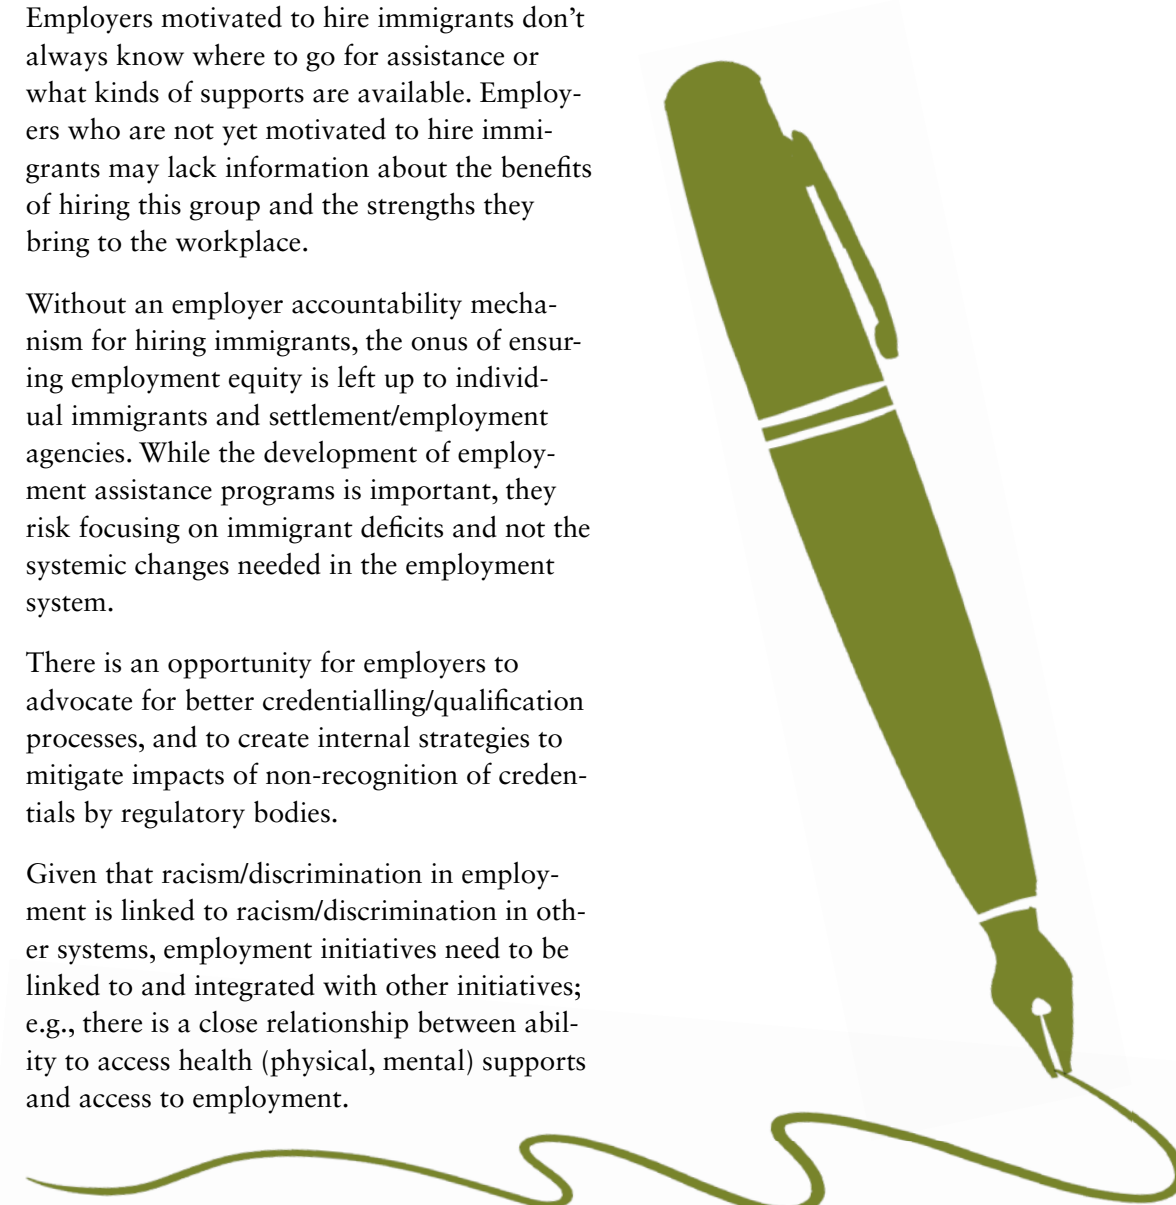 Employers motivated to hire immigrants don’t
always know where to go for assistance or
what kinds of supports are available. Employ-
ers who are not yet motivated to hire immi-
grants may lack information about the benefits
of hiring this group and the strengths they
bring to the workplace.
Without an employer accountability mecha-
nism for hiring immigrants, the onus of ensur-
ing employment equity is left up to individ-
ual immigrants and settlement/employment
agencies. While the development of employ-
ment assistance programs is important, they
risk focusing on immigrant deficits and not the
systemic changes needed in the employment
system.
There is an opportunity for employers to
advocate for better credentialling/qualification
processes, and to create internal strategies to
mitigate impacts of non-recognition of creden-
tials by regulatory bodies.
Given that racism/discrimination in employ-
ment is linked to racism/discrimination in oth-
er systems, employment initiatives need to be
linked to and integrated with other initiatives;
e.g., there is a close relationship between abil-
ity to access health (physical, mental) supports
and access to employment.